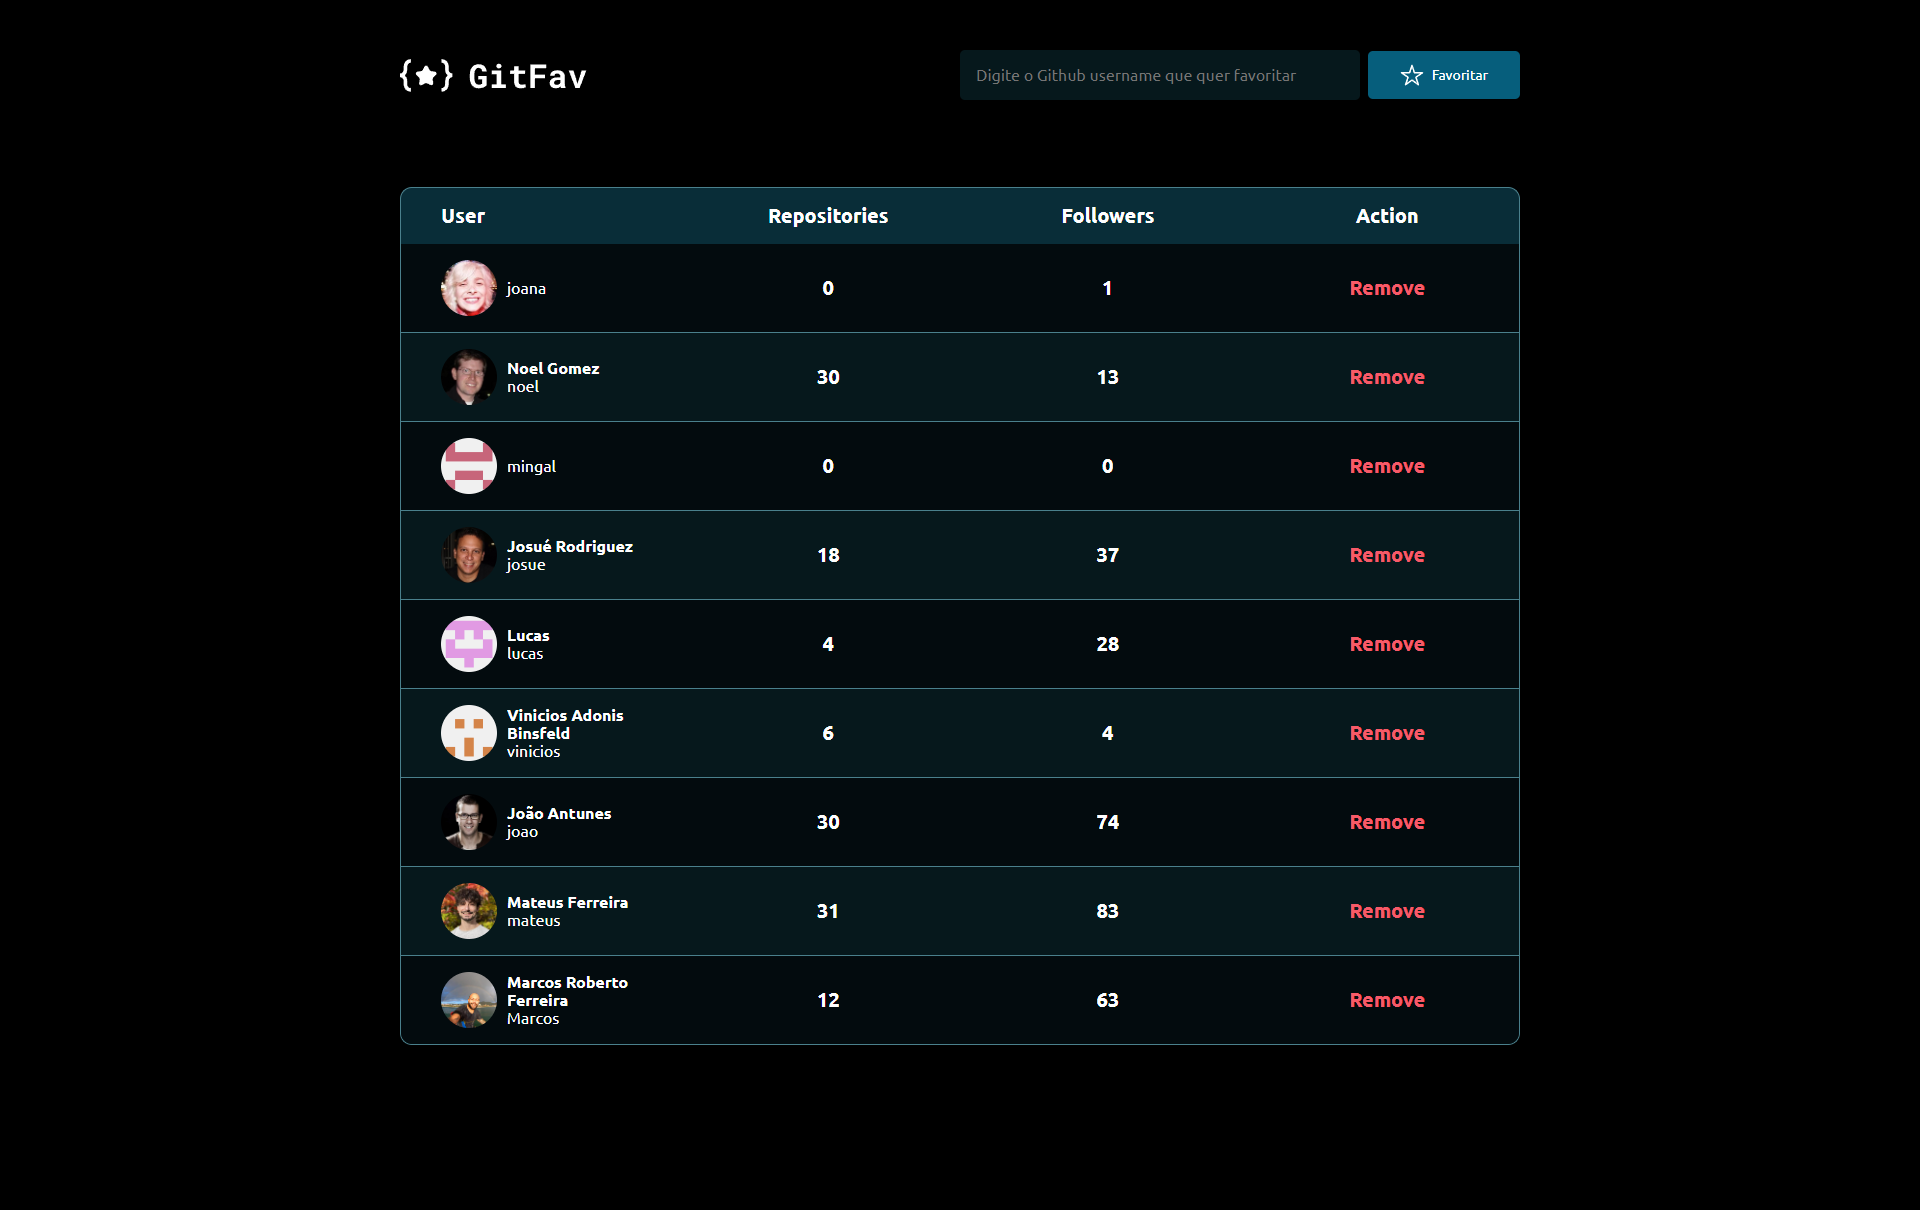 GitFav
Digite o Github username que quer favoritar
Favoritar
User Repositories Followers Action
joana 0 1 Remove
Noel Gomez
noel
30 13 Remove
mingal 0 0 Remove
Josué Rodriguez
josue
18 37 Remove
Lucas
lucas
4 28 Remove
Vinicios Adonis
Binsfeld
vinicios
6 4 Remove
João Antunes
joao
30 74 Remove
Mateus Ferreira
mateus
31 83 Remove
Marcos Roberto
Ferreira
Marcos
12 63 Remove